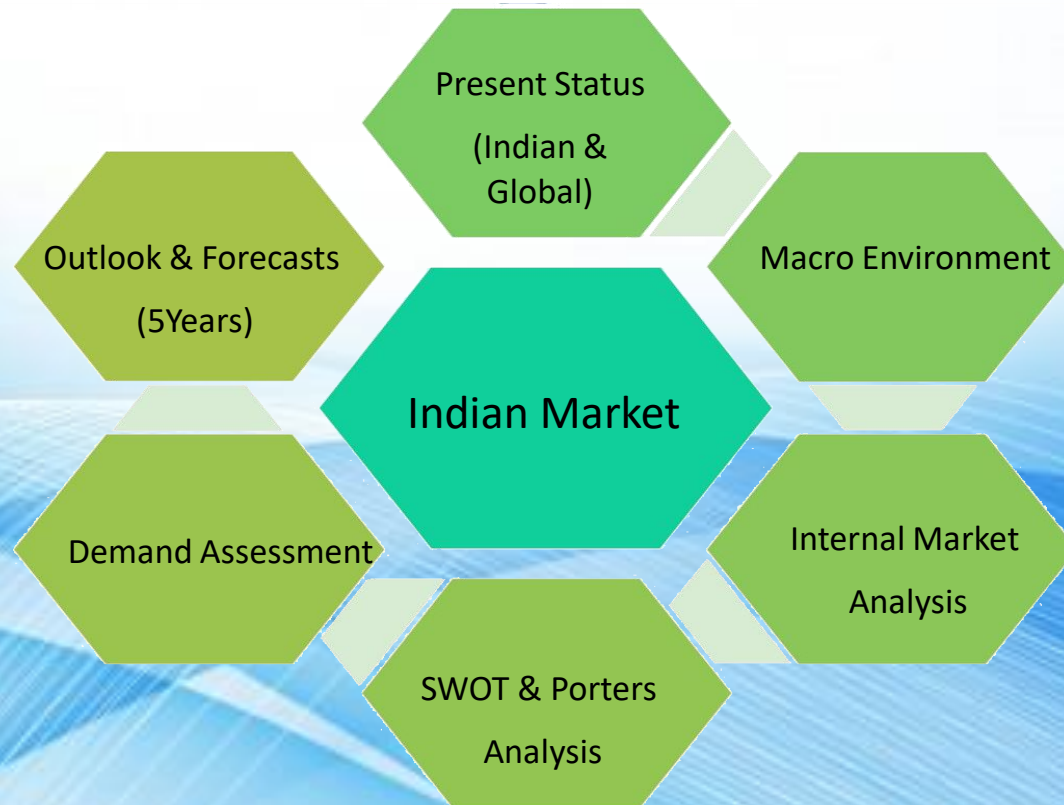 Present Status
(Indian &
Global)
Macro Environment
Internal Market
Analysis
SWOT & Porters
Analysis
Demand Assessment
Outlook & Forecasts
(5Years)
Indian Market